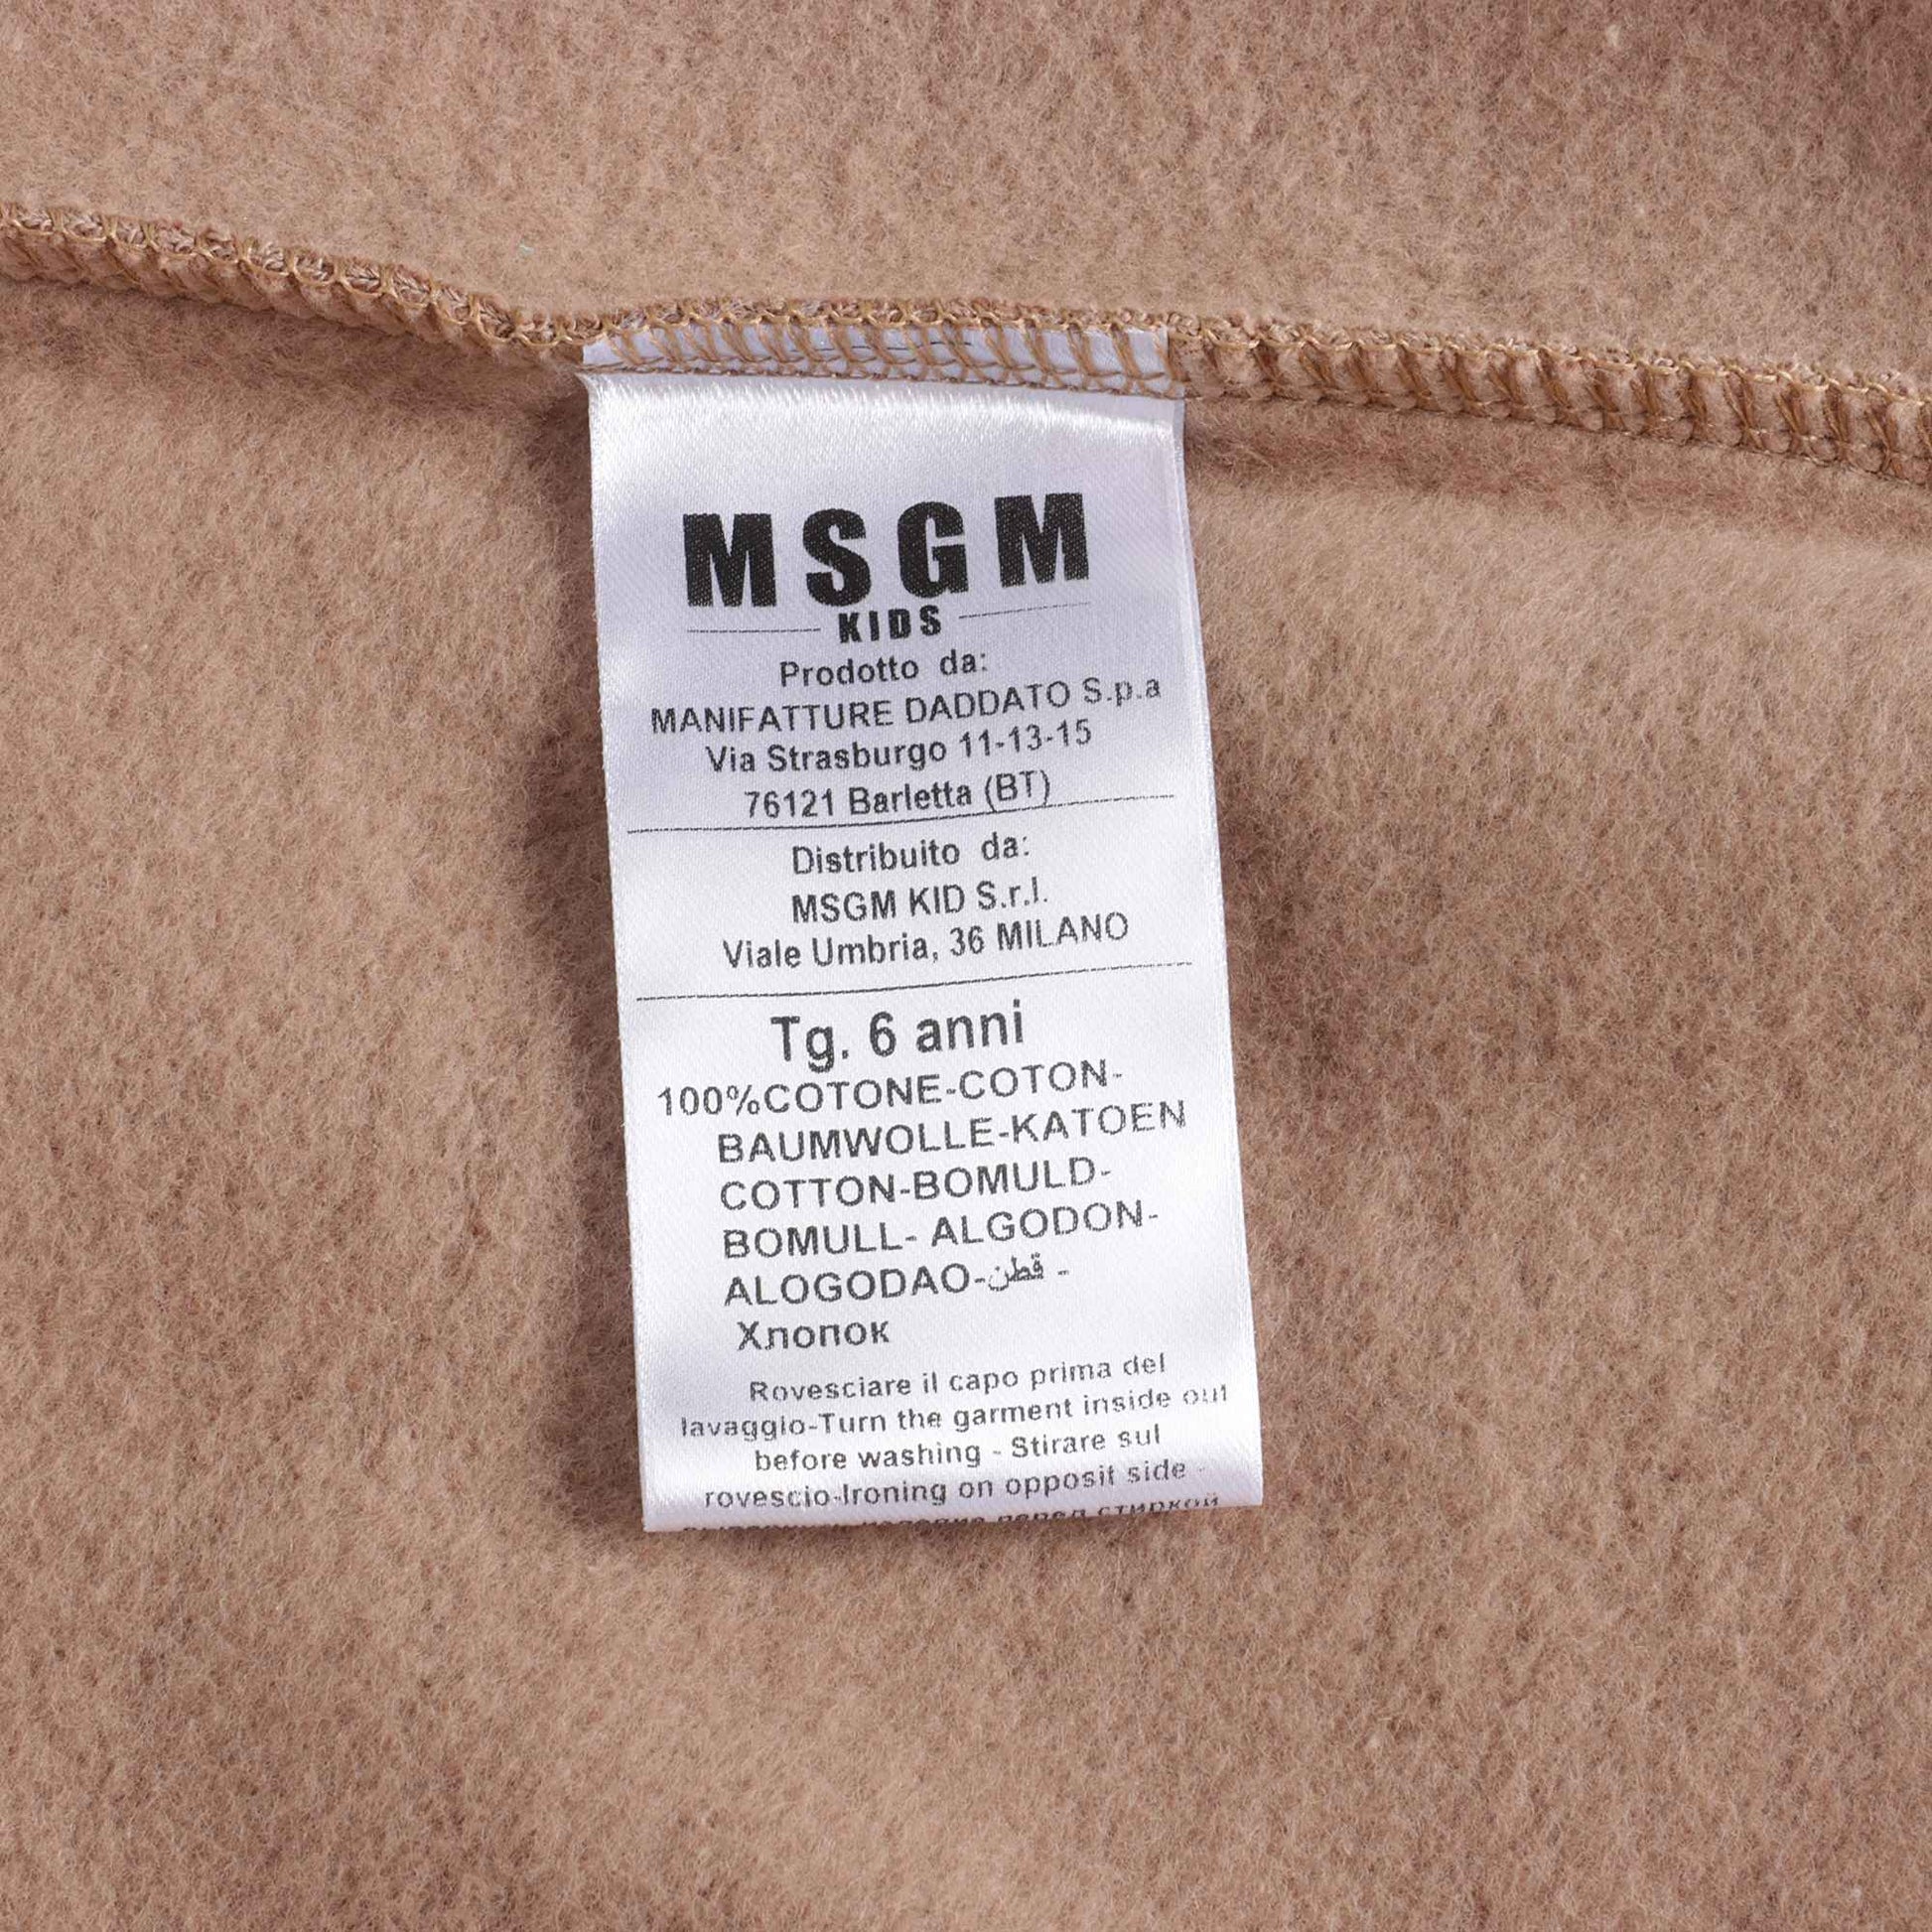 MSGM
KIDS
Prodotto da:
MANIFATTURE DADDATO S.p.a
Via Strasburgo 11-13-15
76121 Barletta (BT)
Distribuito da:
MSGM KID S.r.l.
Viale Umbria, 36 MILANO
Tg. 6 anni
100%COTONE-COTON-
BAUMWOLLE-KATOEN
COTTON-BOMULD-
BOMULL- ALGODON-
ALOGODAO-قطن -
Хлопок
Rovesciare il capo prima del
lavaggio-Turn the garment inside out
before washing - Stirare sul
rovescio-Ironing on opposit side -
изделие перед стиркой